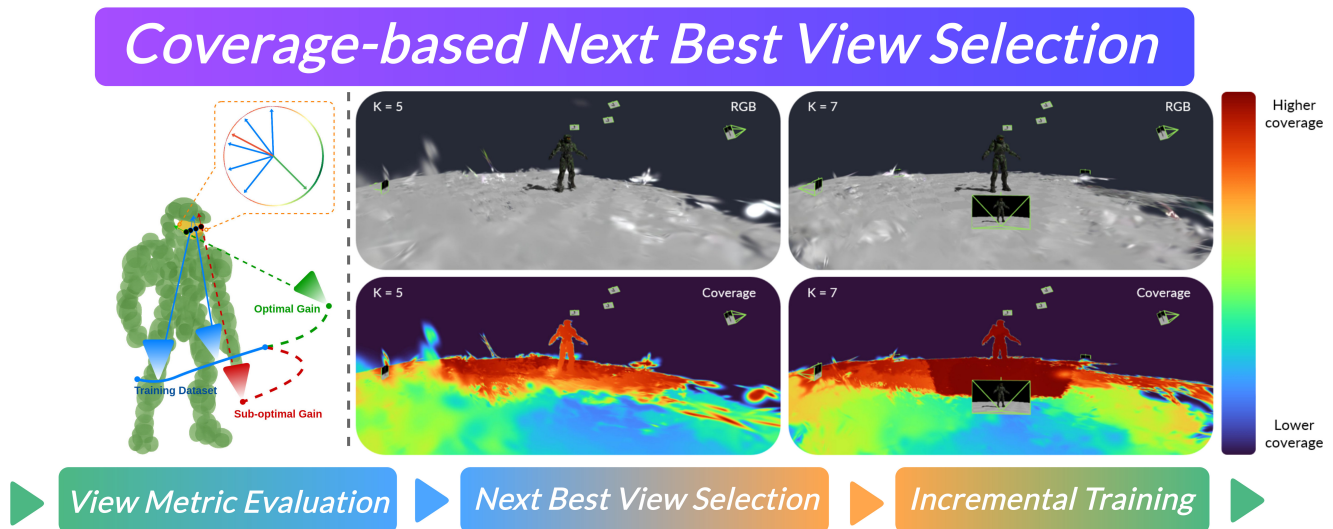 Coverage-based Next Best View Selection
Optimal Gain
Training Dataset
Sub-optimal Gain
K = 5
RGB
K = 7
RGB
K = 5
Coverage
K = 7
Coverage
Higher
coverage
Lower
coverage
View Metric Evaluation
Next Best View Selection
Incremental Training